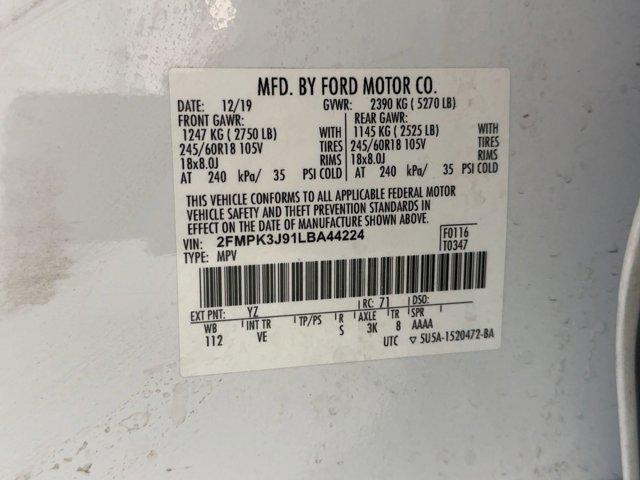 MFD. BY FORD MOTOR CO.
DATE: 12/19 GVWR: 2390 KG ( 5270 LB)
FRONT GAWR: REAR GAWR:
1247 KG ( 2750 LB) WITH 1145 KG ( 2525 LB) WITH
245/60R18 105V TIRES 245/60R18 105V TIRES
18x8.0J RIMS 18x8.0J RIMS
AT 240 kPa/ 35 PSI COLD AT 240 kPa/ 35 PSI COLD
THIS VEHICLE CONFORMS TO ALL APPLICABLE FEDERAL MOTOR
VEHICLE SAFETY AND THEFT PREVENTION STANDARDS IN
EFFECT ON THE DATE OF MANUFACTURE SHOWN ABOVE.
VIN: 2FMPK3J91LBA44224 F0116
TYPE: MPV T0347
EXT PNT: YZ RC: 71 DSO:
WB INT TR TP/PS R AXLE TR SPR
112 VE S 3K 8 AAAA
UTC ▽ 5U5A-1520472-BA